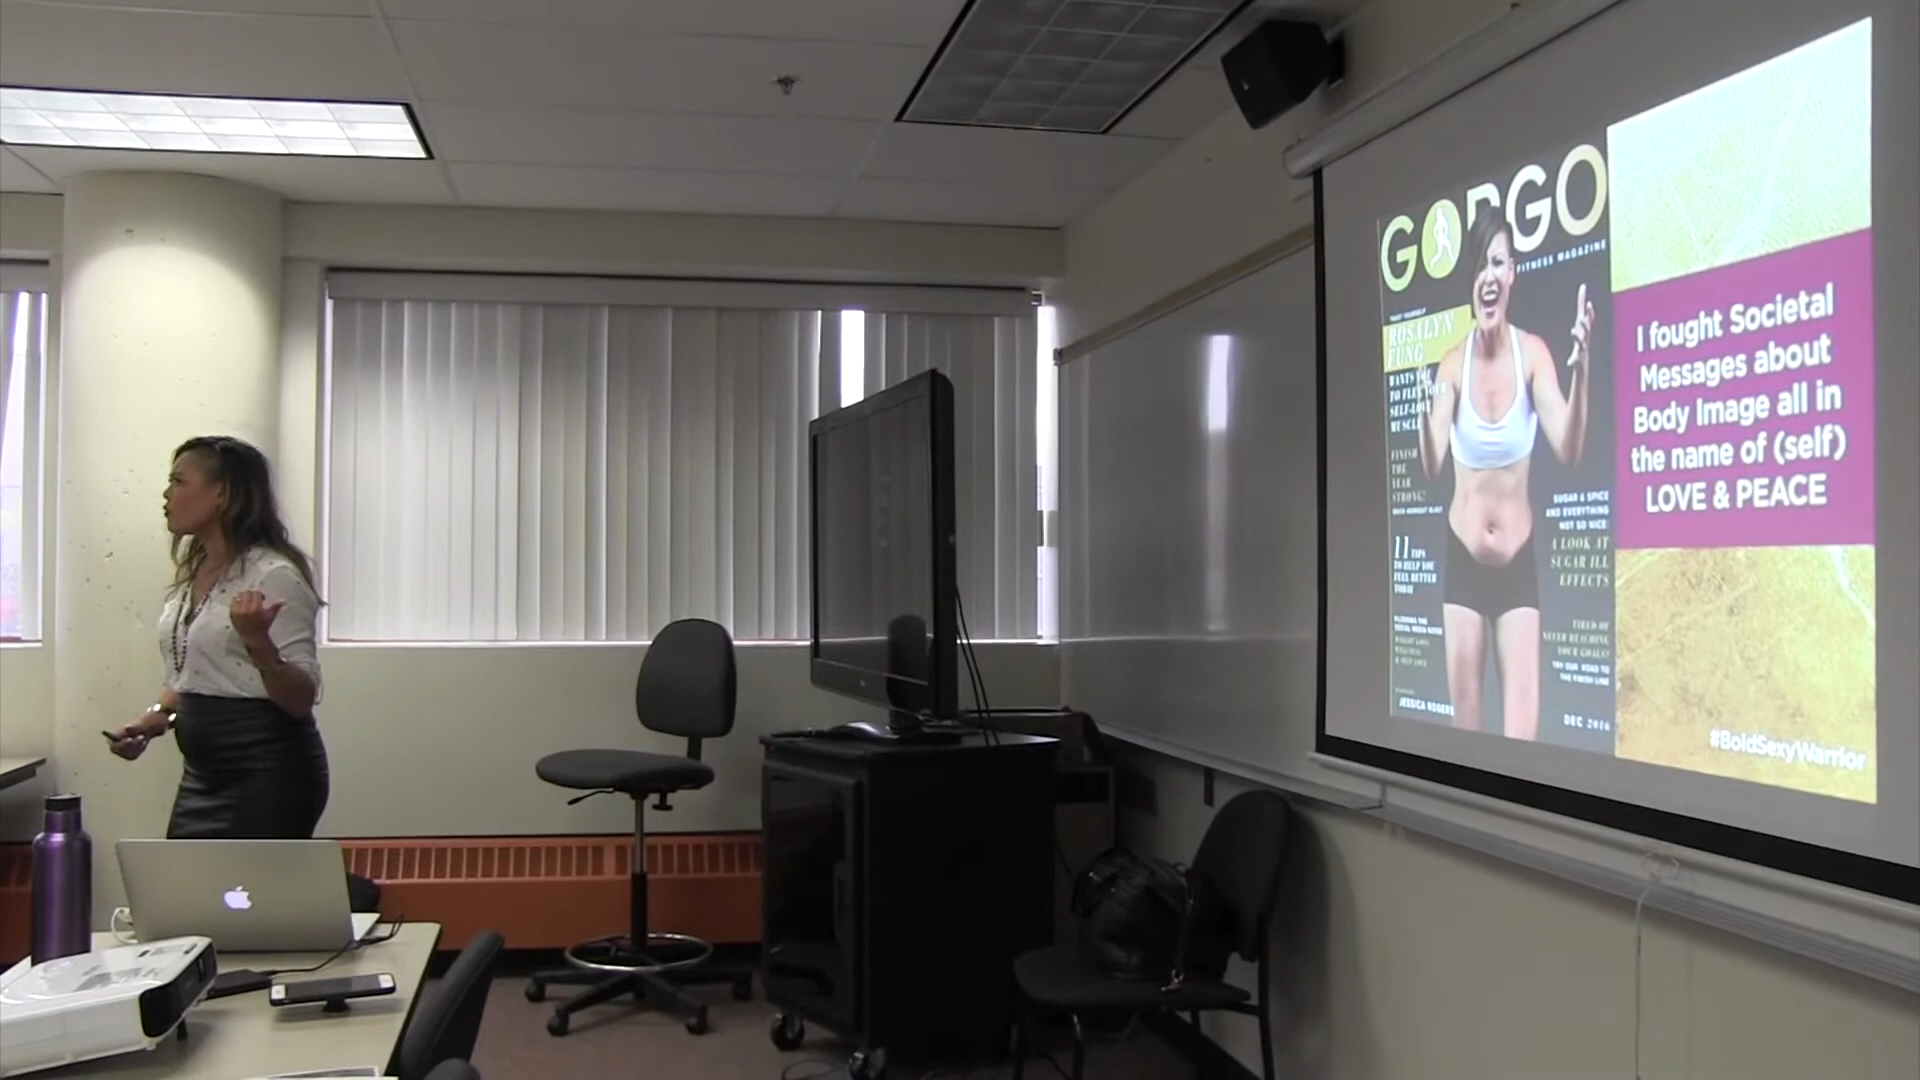 GORGO
FITNESS MAGAZINE
ROSALYN
FUNG
WANTS YOU
TO FLEX YOUR
SELF-LOVE
MUSCLE
FINISH
THE
YEAR
STRONG!
11 TIPS
TO HELP YOU
FEEL BETTER
TODAY
JESSICA ROGERS
SUGAR & SPICE
AND EVERYTHING
NOT SO NICE:
A LOOK AT
SUGAR ILL
EFFECTS
TIRED OF
NEVER REACHING
YOUR GOALS?
TRY OUR ROAD TO
THE FINISH LINE
DEC 2016
I fought Societal
Messages about
Body Image all in
the name of (self)
LOVE & PEACE
#BoldSexyWarrior